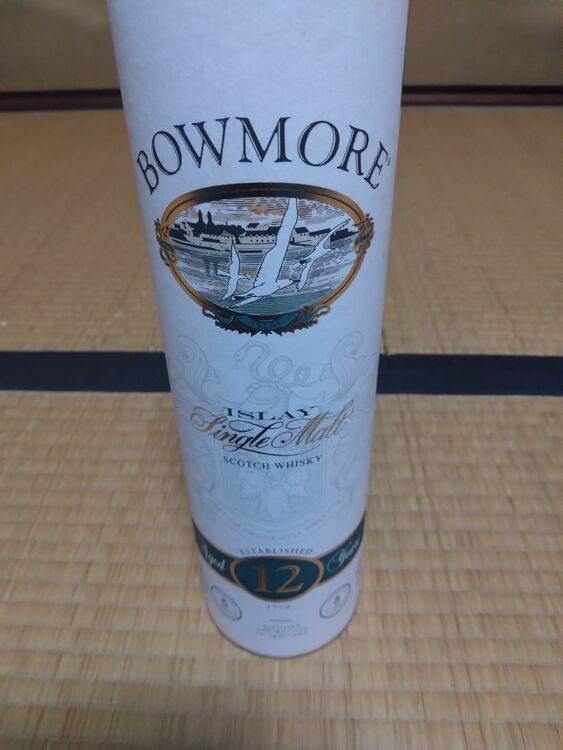 BOWMORE
ISLAY
Single Malt
SCOTCH WHISKY
ESTABLISHED
Aged 12 Years
1779